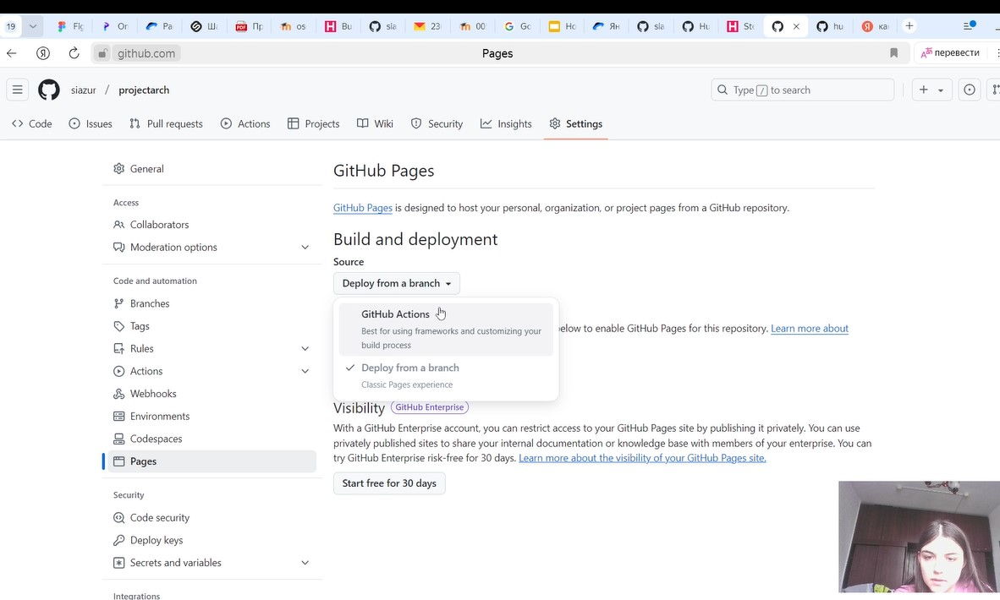 19
Fig
On
Pa
Ша
PDF
Пр
os
Bu
sia
23
00
Go
Но
Ян
sia
Hu
Sto
hu
ка
github.com
Pages
перевести
siazur / projectarch
Type / to search
Code
Issues
Pull requests
Actions
Projects
Wiki
Security
Insights
Settings
General
Access
Collaborators
Moderation options
Code and automation
Branches
Tags
Rules
Actions
Webhooks
Environments
Codespaces
Pages
Security
Code security
Deploy keys
Secrets and variables
Integrations
GitHub Pages
GitHub Pages is designed to host your personal, organization, or project pages from a GitHub repository.
Build and deployment
Source
Deploy from a branch
GitHub Actions
Best for using frameworks and customizing your
build process
Deploy from a branch
Classic Pages experience
below to enable GitHub Pages for this repository. Learn more about
Visibility GitHub Enterprise
With a GitHub Enterprise account, you can restrict access to your GitHub Pages site by publishing it privately. You can use
privately published sites to share your internal documentation or knowledge base with members of your enterprise. You can
try GitHub Enterprise risk-free for 30 days. Learn more about the visibility of your GitHub Pages site.
Start free for 30 days